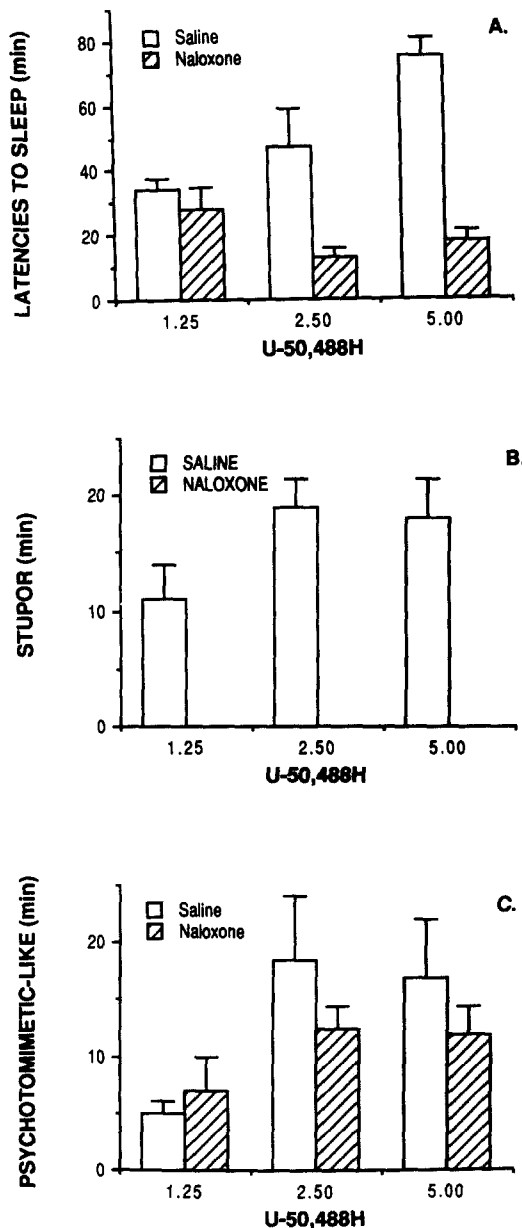 A.
Saline
Naloxone
LATENCIES TO SLEEP (min)
80
60
40
20
0
1.25 2.50 5.00
U-50,488H
B.
SALINE
NALOXONE
STUPOR (min)
20
10
0
1.25 2.50 5.00
U-50,488H
C.
Saline
Naloxone
PSYCHOTOMIMETIC-LIKE (min)
20
10
0
1.25 2.50 5.00
U-50,488H